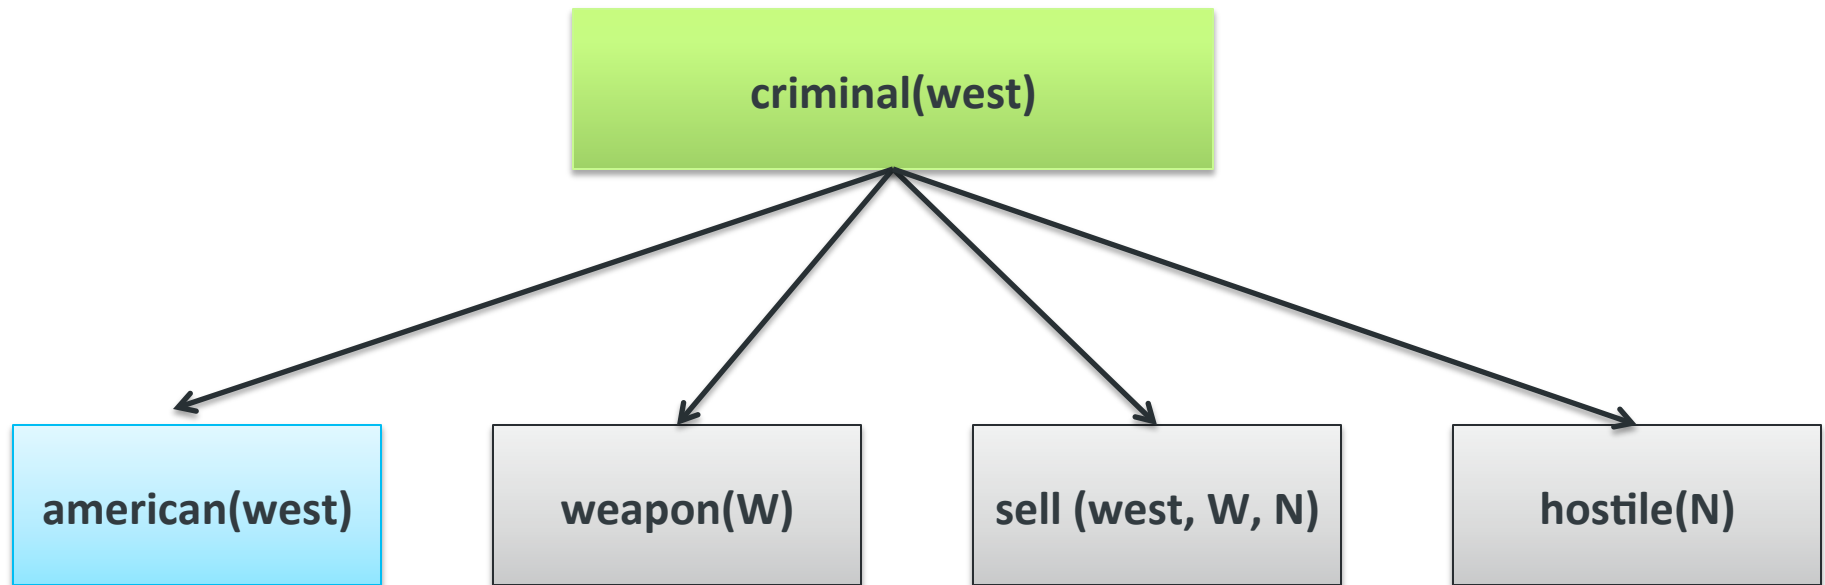 criminal(west)
american(west)
weapon(W)
sell (west, W, N)
hostile(N)